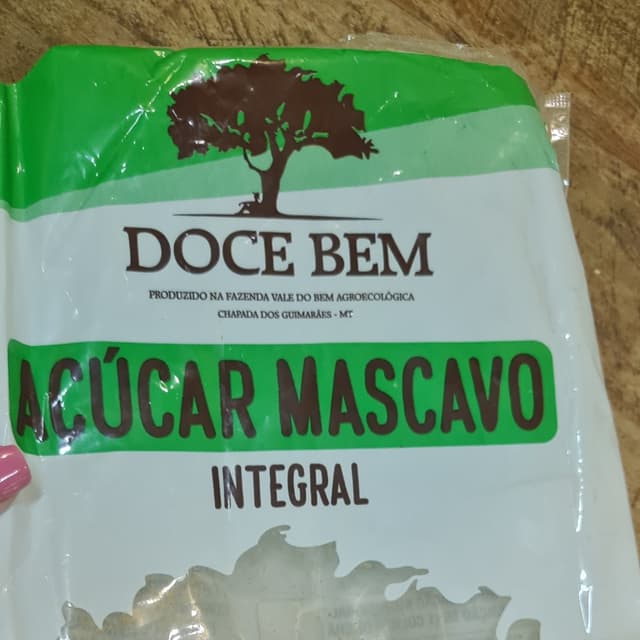 DOCE BEM
PRODUZIDO NA FAZENDA VALE DO BEM AGROECOLÓGICA
CHAPADA DOS GUIMARÃES - MT
AÇÚCAR MASCAVO
INTEGRAL